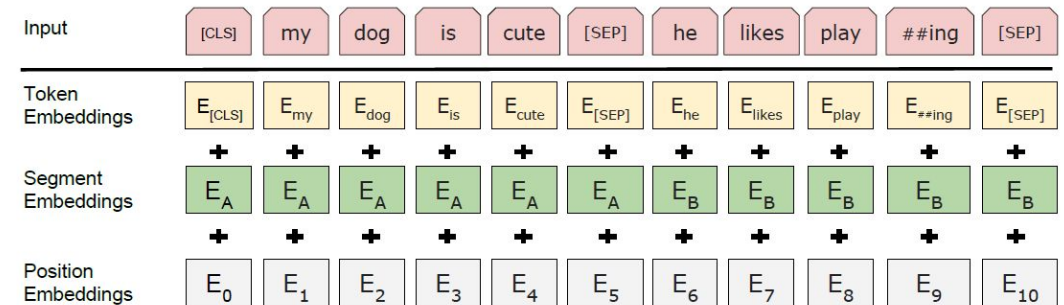 Input [CLS] my dog is cute [SEP] he likes play ##ing [SEP]
Token
Embeddings
E[CLS] Emy Edog Eis Ecute E[SEP] Ehe Elikes Eplay E##ing E[SEP]
+ + + + + + + + + + +
Segment
Embeddings
EA EA EA EA EA EA EB EB EB EB EB
+ + + + + + + + + + +
Position
Embeddings
E0 E1 E2 E3 E4 E5 E6 E7 E8 E9 E10